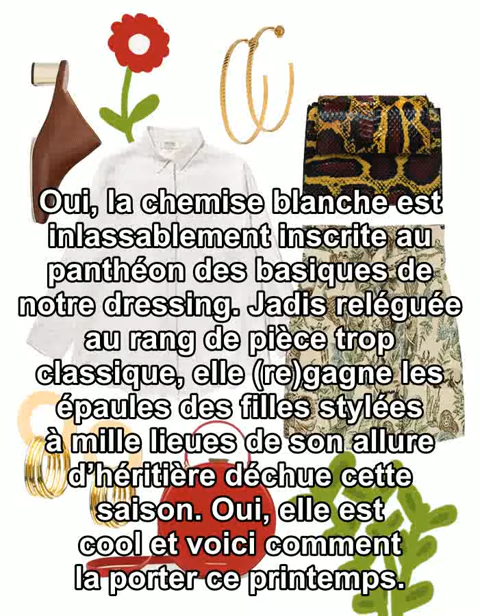 Oui, la chemise blanche est
inlassablement inscrite au
panthéon des basiques de
notre dressing. Jadis reléguée
au rang de pièce trop
classique, elle (re)gagne les
épaules des filles stylées
à mille lieues de son allure
d'héritière déchue cette
saison. Oui, elle est
cool et voici comment
la porter ce printemps.